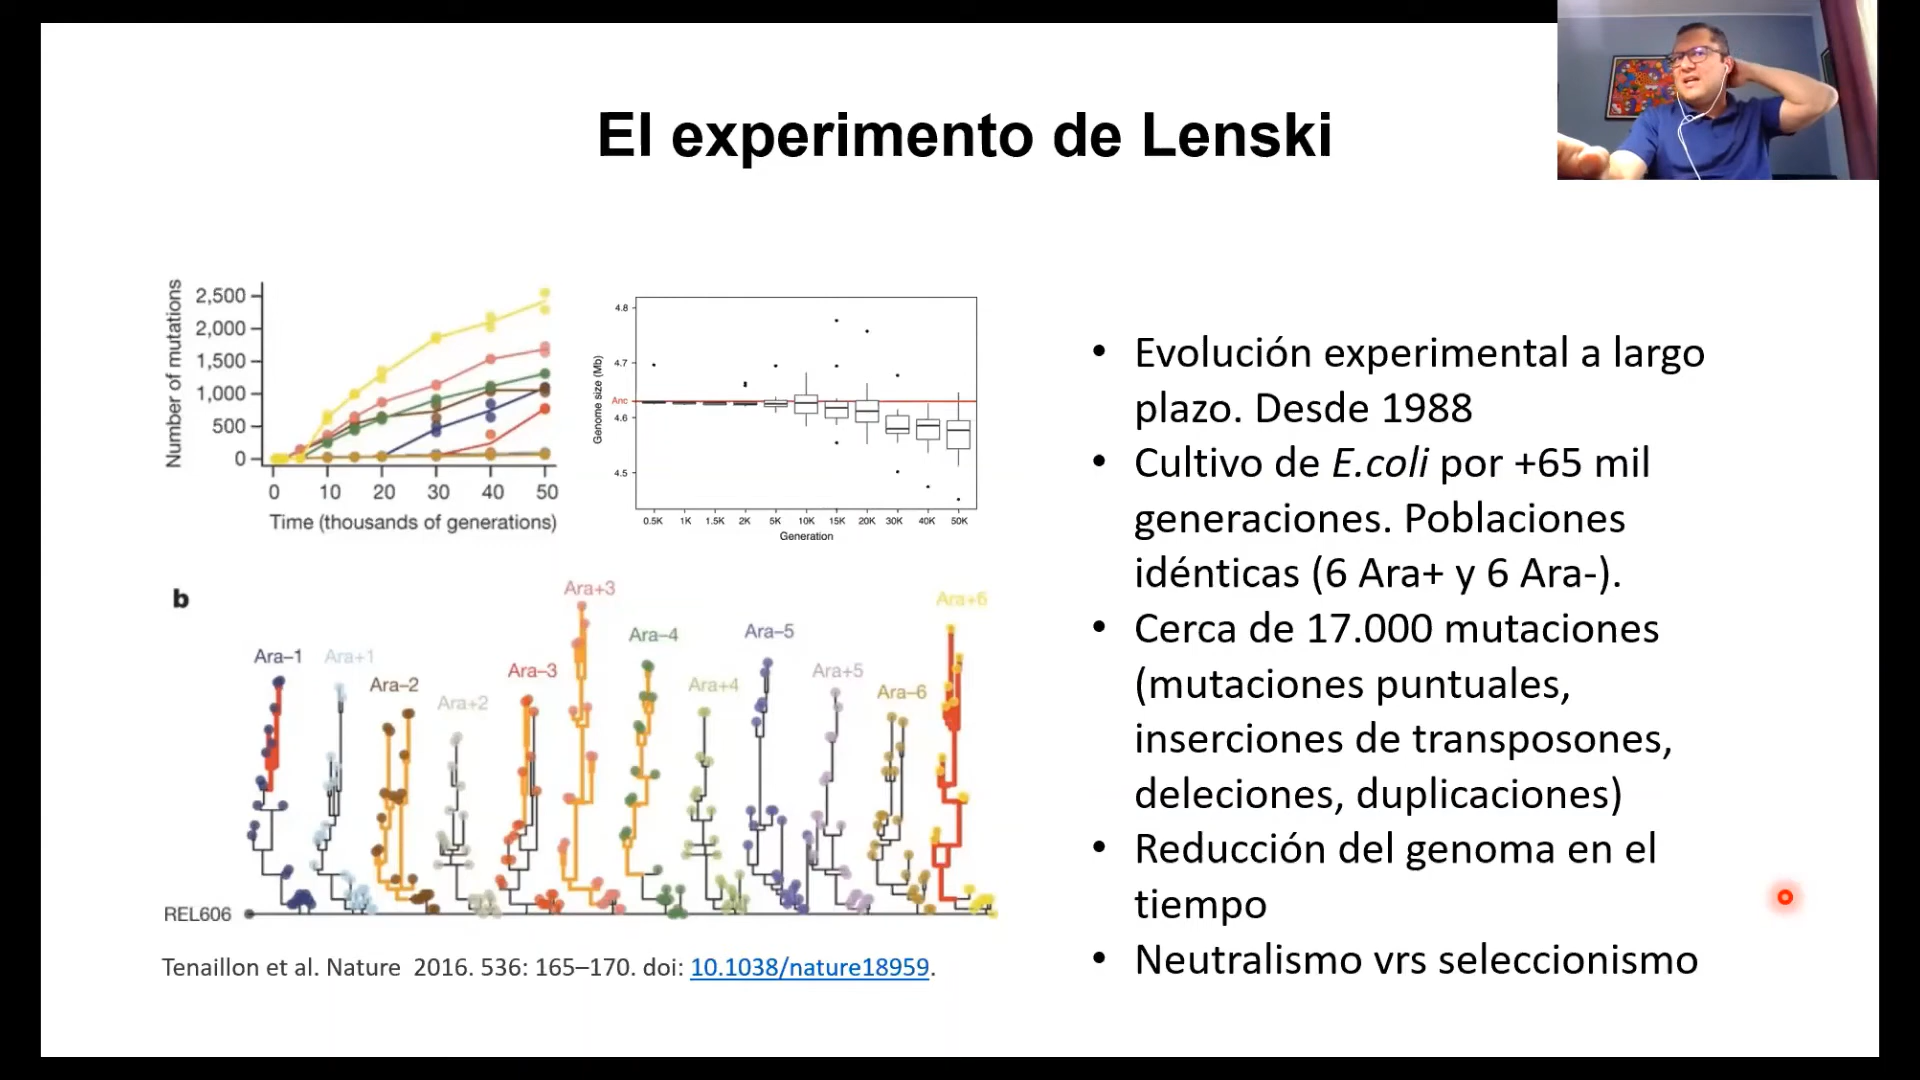 El experimento de Lenski
Number of mutations
2,500
2,000
1,500
1,000
500
0
0 10 20 30 40 50
Time (thousands of generations)
Genome size (Mb)
4.8
4.7
Anc
4.6
4.5
0.5K 1K 1.5K 2K 5K 10K 15K 20K 30K 40K 50K
Generation
b
Ara–1
Ara+1
Ara–2
Ara+2
Ara–3
Ara+3
Ara–4
Ara+4
Ara–5
Ara+5
Ara–6
Ara+6
REL606
Tenaillon et al. Nature 2016. 536: 165–170. doi: 10.1038/nature18959.
• Evolución experimental a largo
plazo. Desde 1988
• Cultivo de E.coli por +65 mil
generaciones. Poblaciones
idénticas (6 Ara+ y 6 Ara-).
• Cerca de 17.000 mutaciones
(mutaciones puntuales,
inserciones de transposones,
deleciones, duplicaciones)
• Reducción del genoma en el
tiempo
• Neutralismo vrs seleccionismo